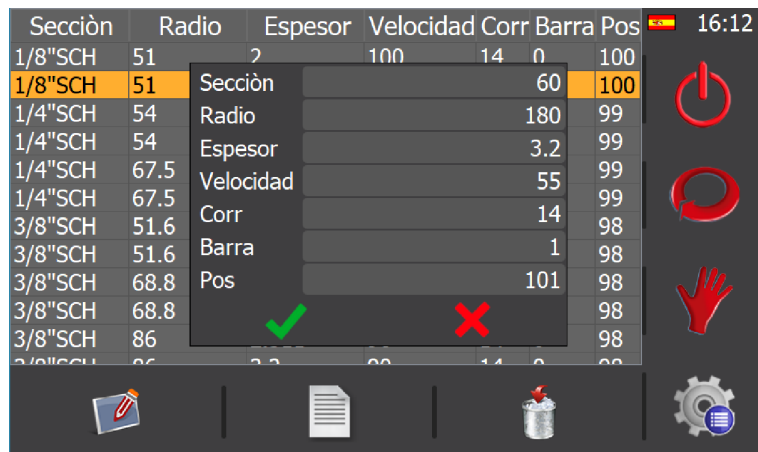 Secciòn Radio Espesor Velocidad Corr Barra Pos 16:12
1/8"SCH 51 2 100 14 0 100
1/8"SCH 51 100
1/4"SCH 54 99
1/4"SCH 54 99
1/4"SCH 67.5 99
1/4"SCH 67.5 99
3/8"SCH 51.6 98
3/8"SCH 51.6 98
3/8"SCH 68.8 98
3/8"SCH 68.8 98
3/8"SCH 86 98
Secciòn 60
Radio 180
Espesor 3.2
Velocidad 55
Corr 14
Barra 1
Pos 101